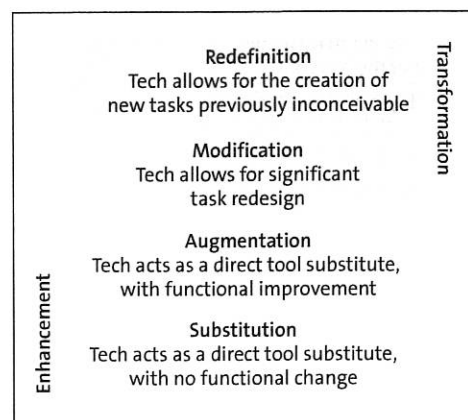 Redefinition
Tech allows for the creation of
new tasks previously inconceivable
Transformation
Modification
Tech allows for significant
task redesign
Augmentation
Tech acts as a direct tool substitute,
with functional improvement
Substitution
Tech acts as a direct tool substitute,
with no functional change
Enhancement